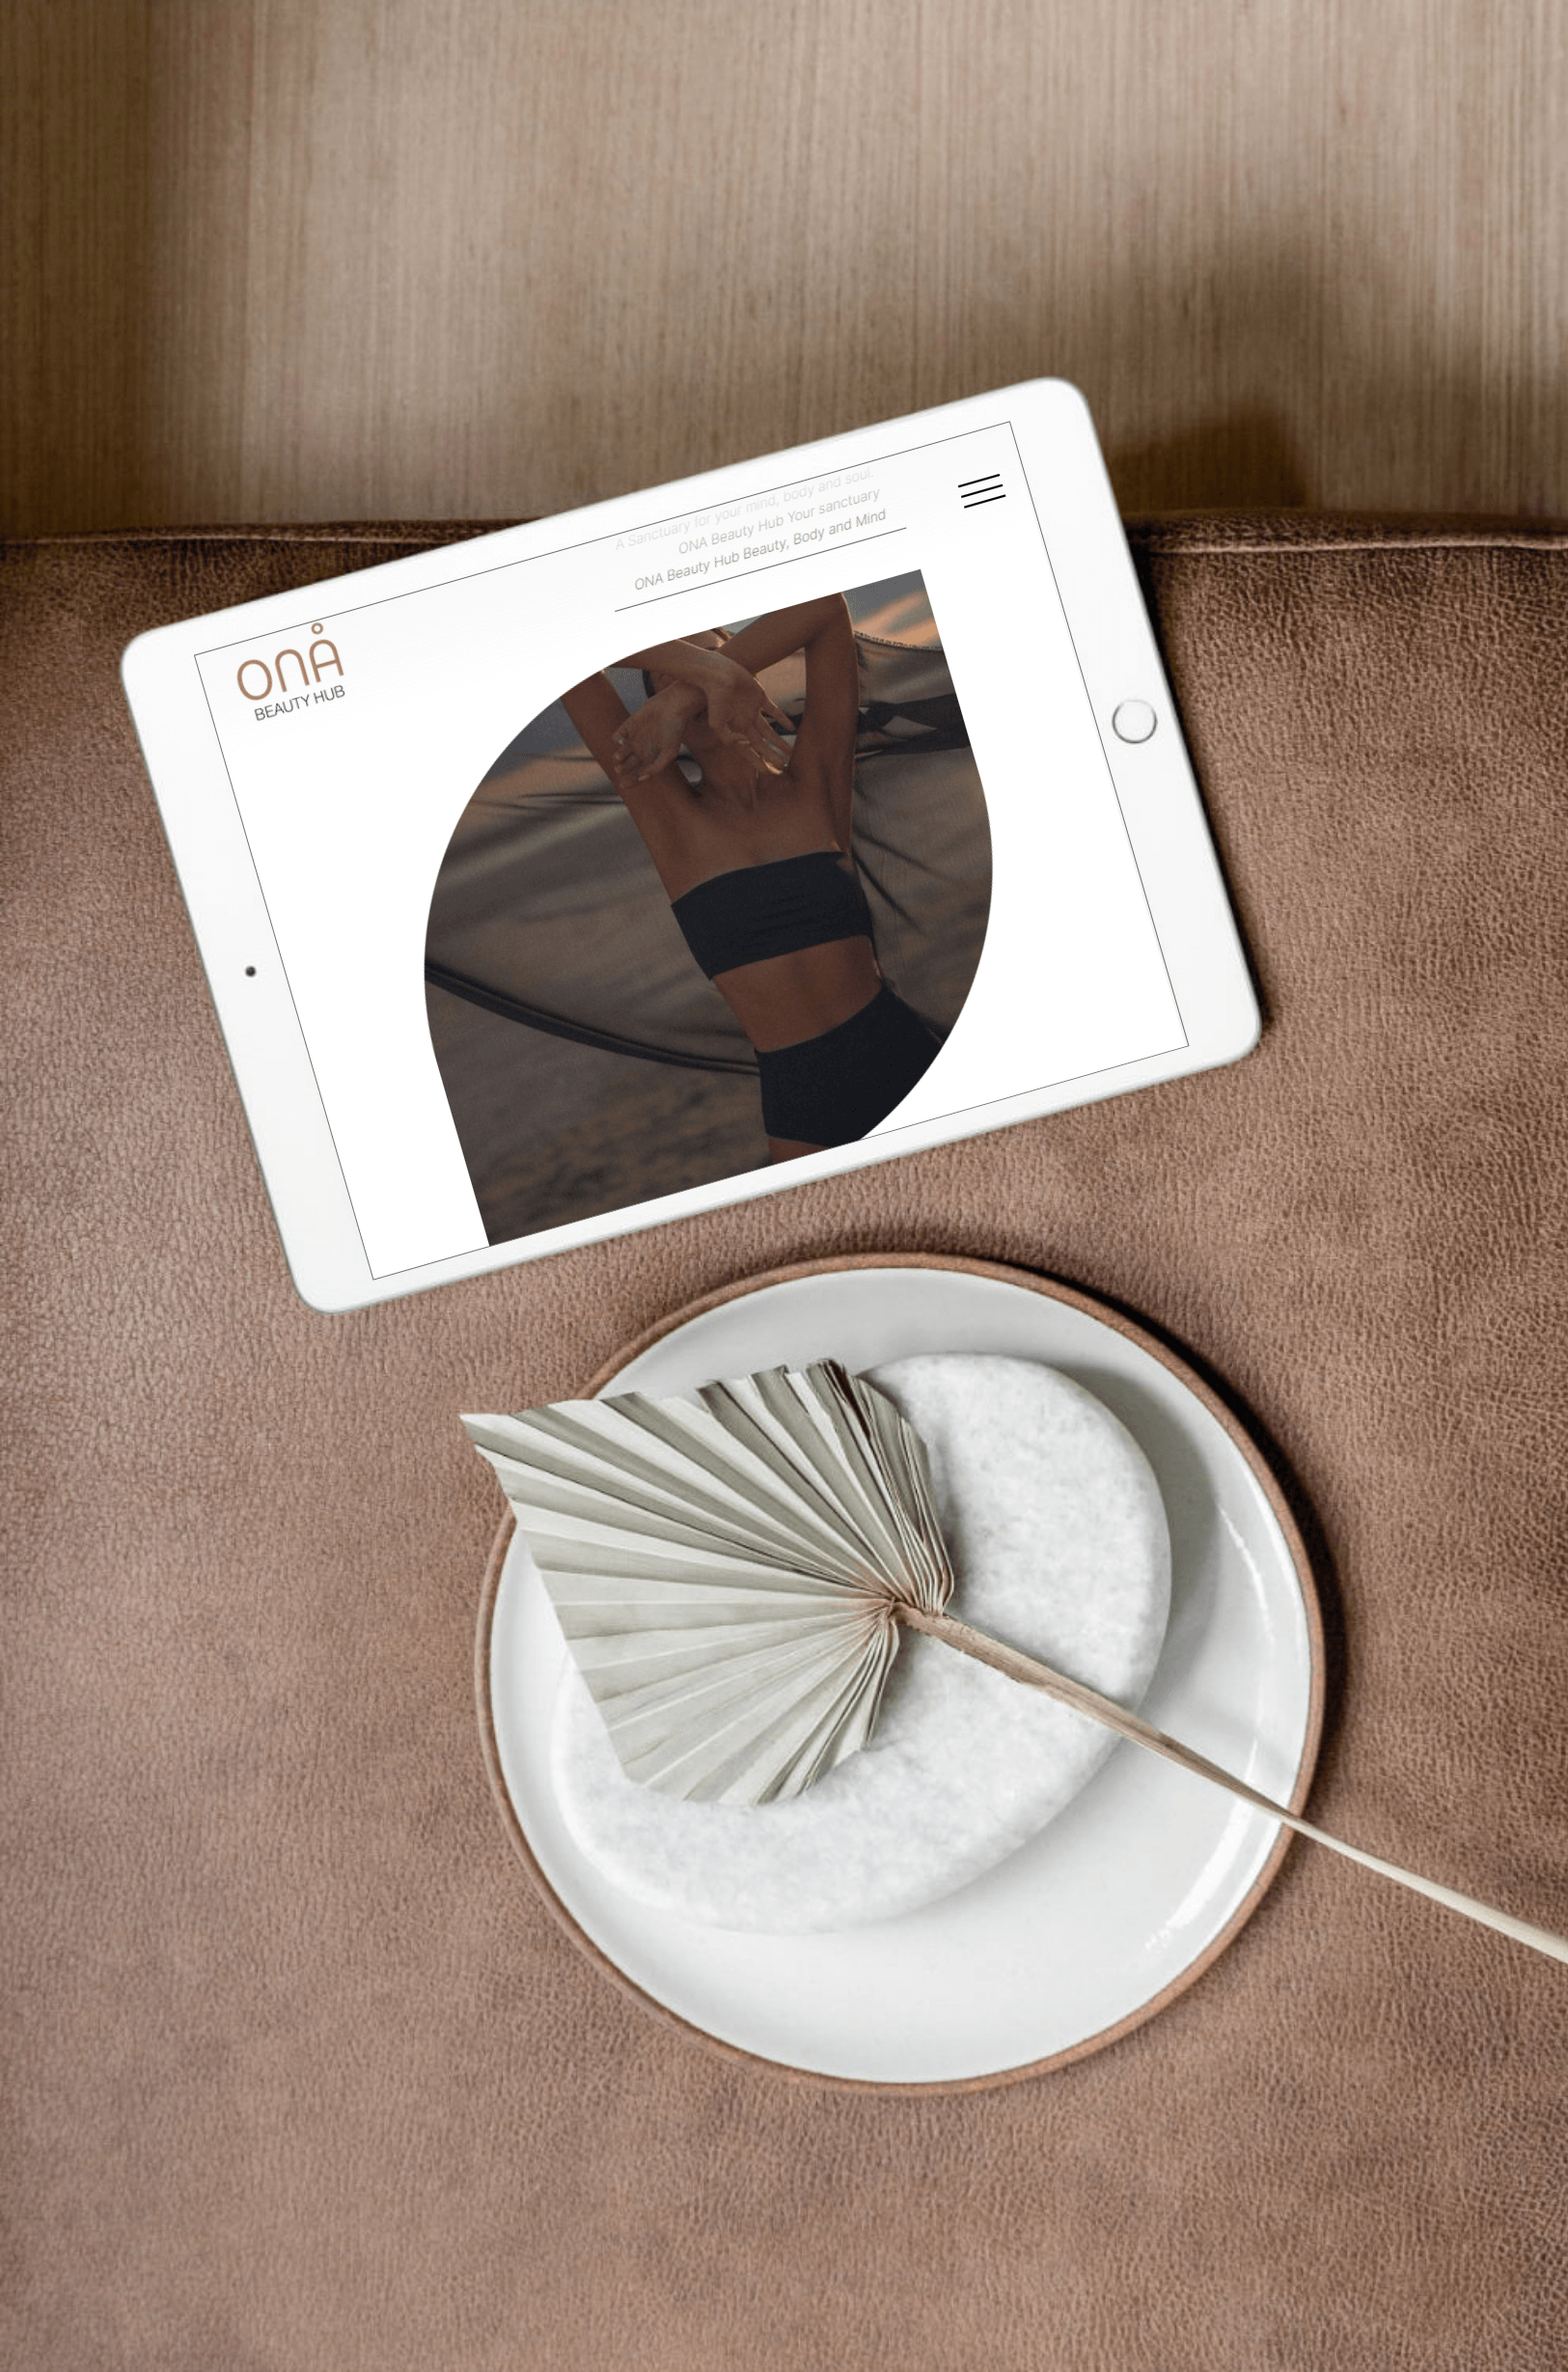 A Sanctuary for your mind, body and soul.
ONA Beauty Hub Your sanctuary
ONA Beauty Hub Beauty, Body and Mind
ONÅ
BEAUTY HUB